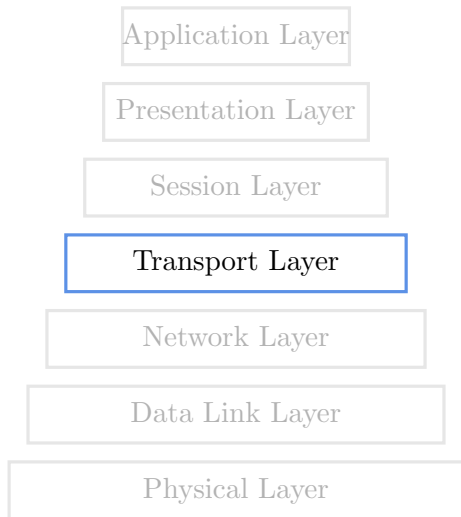 Application Layer
Presentation Layer
Session Layer
Transport Layer
Network Layer
Data Link Layer
Physical Layer